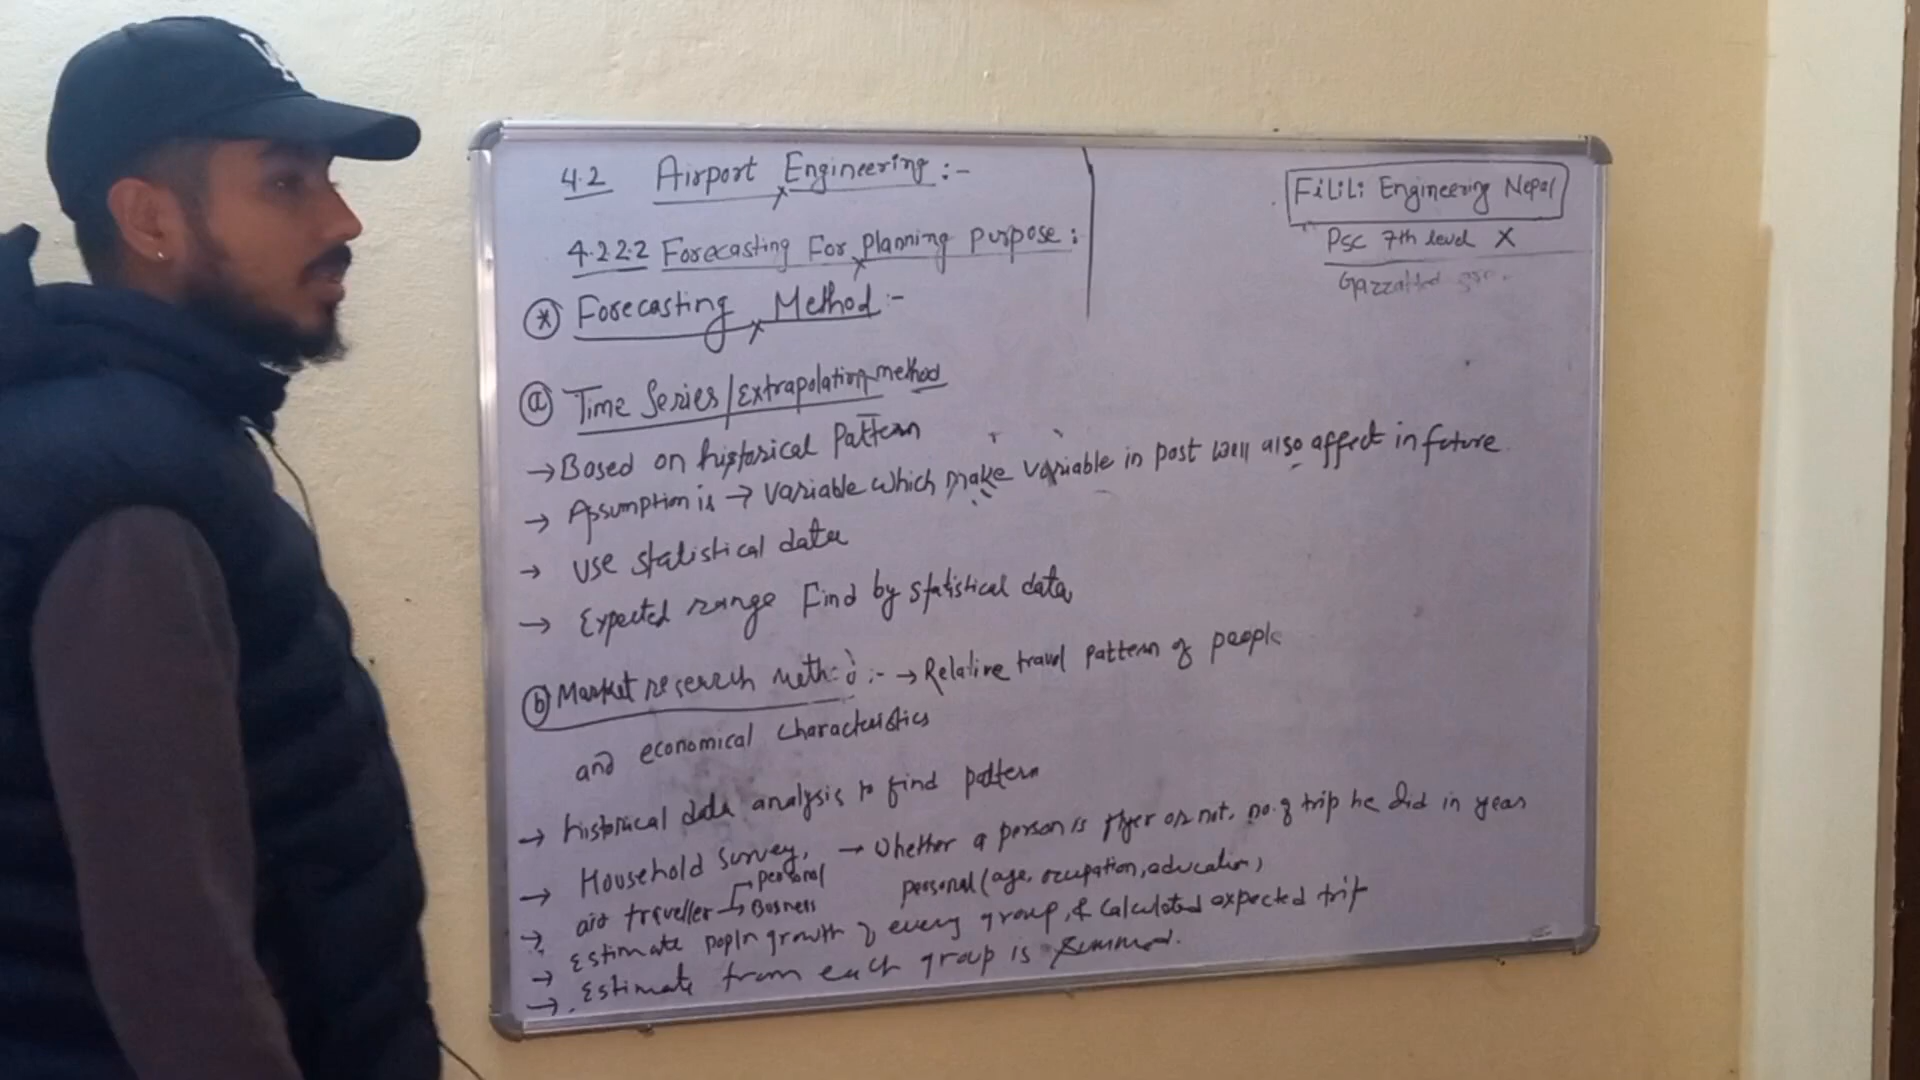 4.2 Airport Engineering :-
4.2.2.2 Forecasting For Planning Purpose :
* Forecasting Method :-
a Time Series/Extrapolation method
→ Based on historical Pattern
→ Assumption is → Variable which make variable in past will also affect in future
→ Use statistical data
→ Expected range Find by statistical data
b Market research meth:- → Relative travel pattern of people
and economical characteristics
→ historical data analysis to find pattern
→ Household Survey, → Whether a person is flyer or not, no. of trip he did in year
→ air traveller → personal → Business personal (age, occupation, education)
→ Estimate popln growth of every group, & calculated expected trip
→ Estimate from each group is summed.
FiLiLi Engineering Nepal
PSC 7th level X
Gazzatted